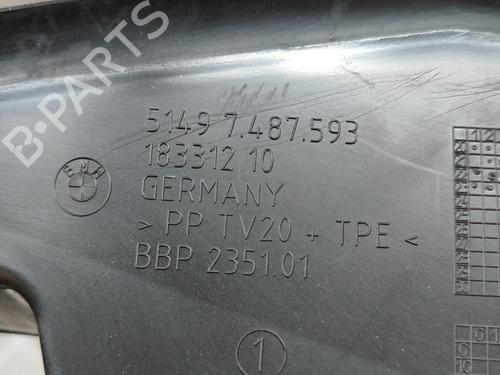 B-PARTS
5149 7.487.593
183312 10
BMW
GERMANY
> PP TV20 + TPE <
BBP 2351.01
1